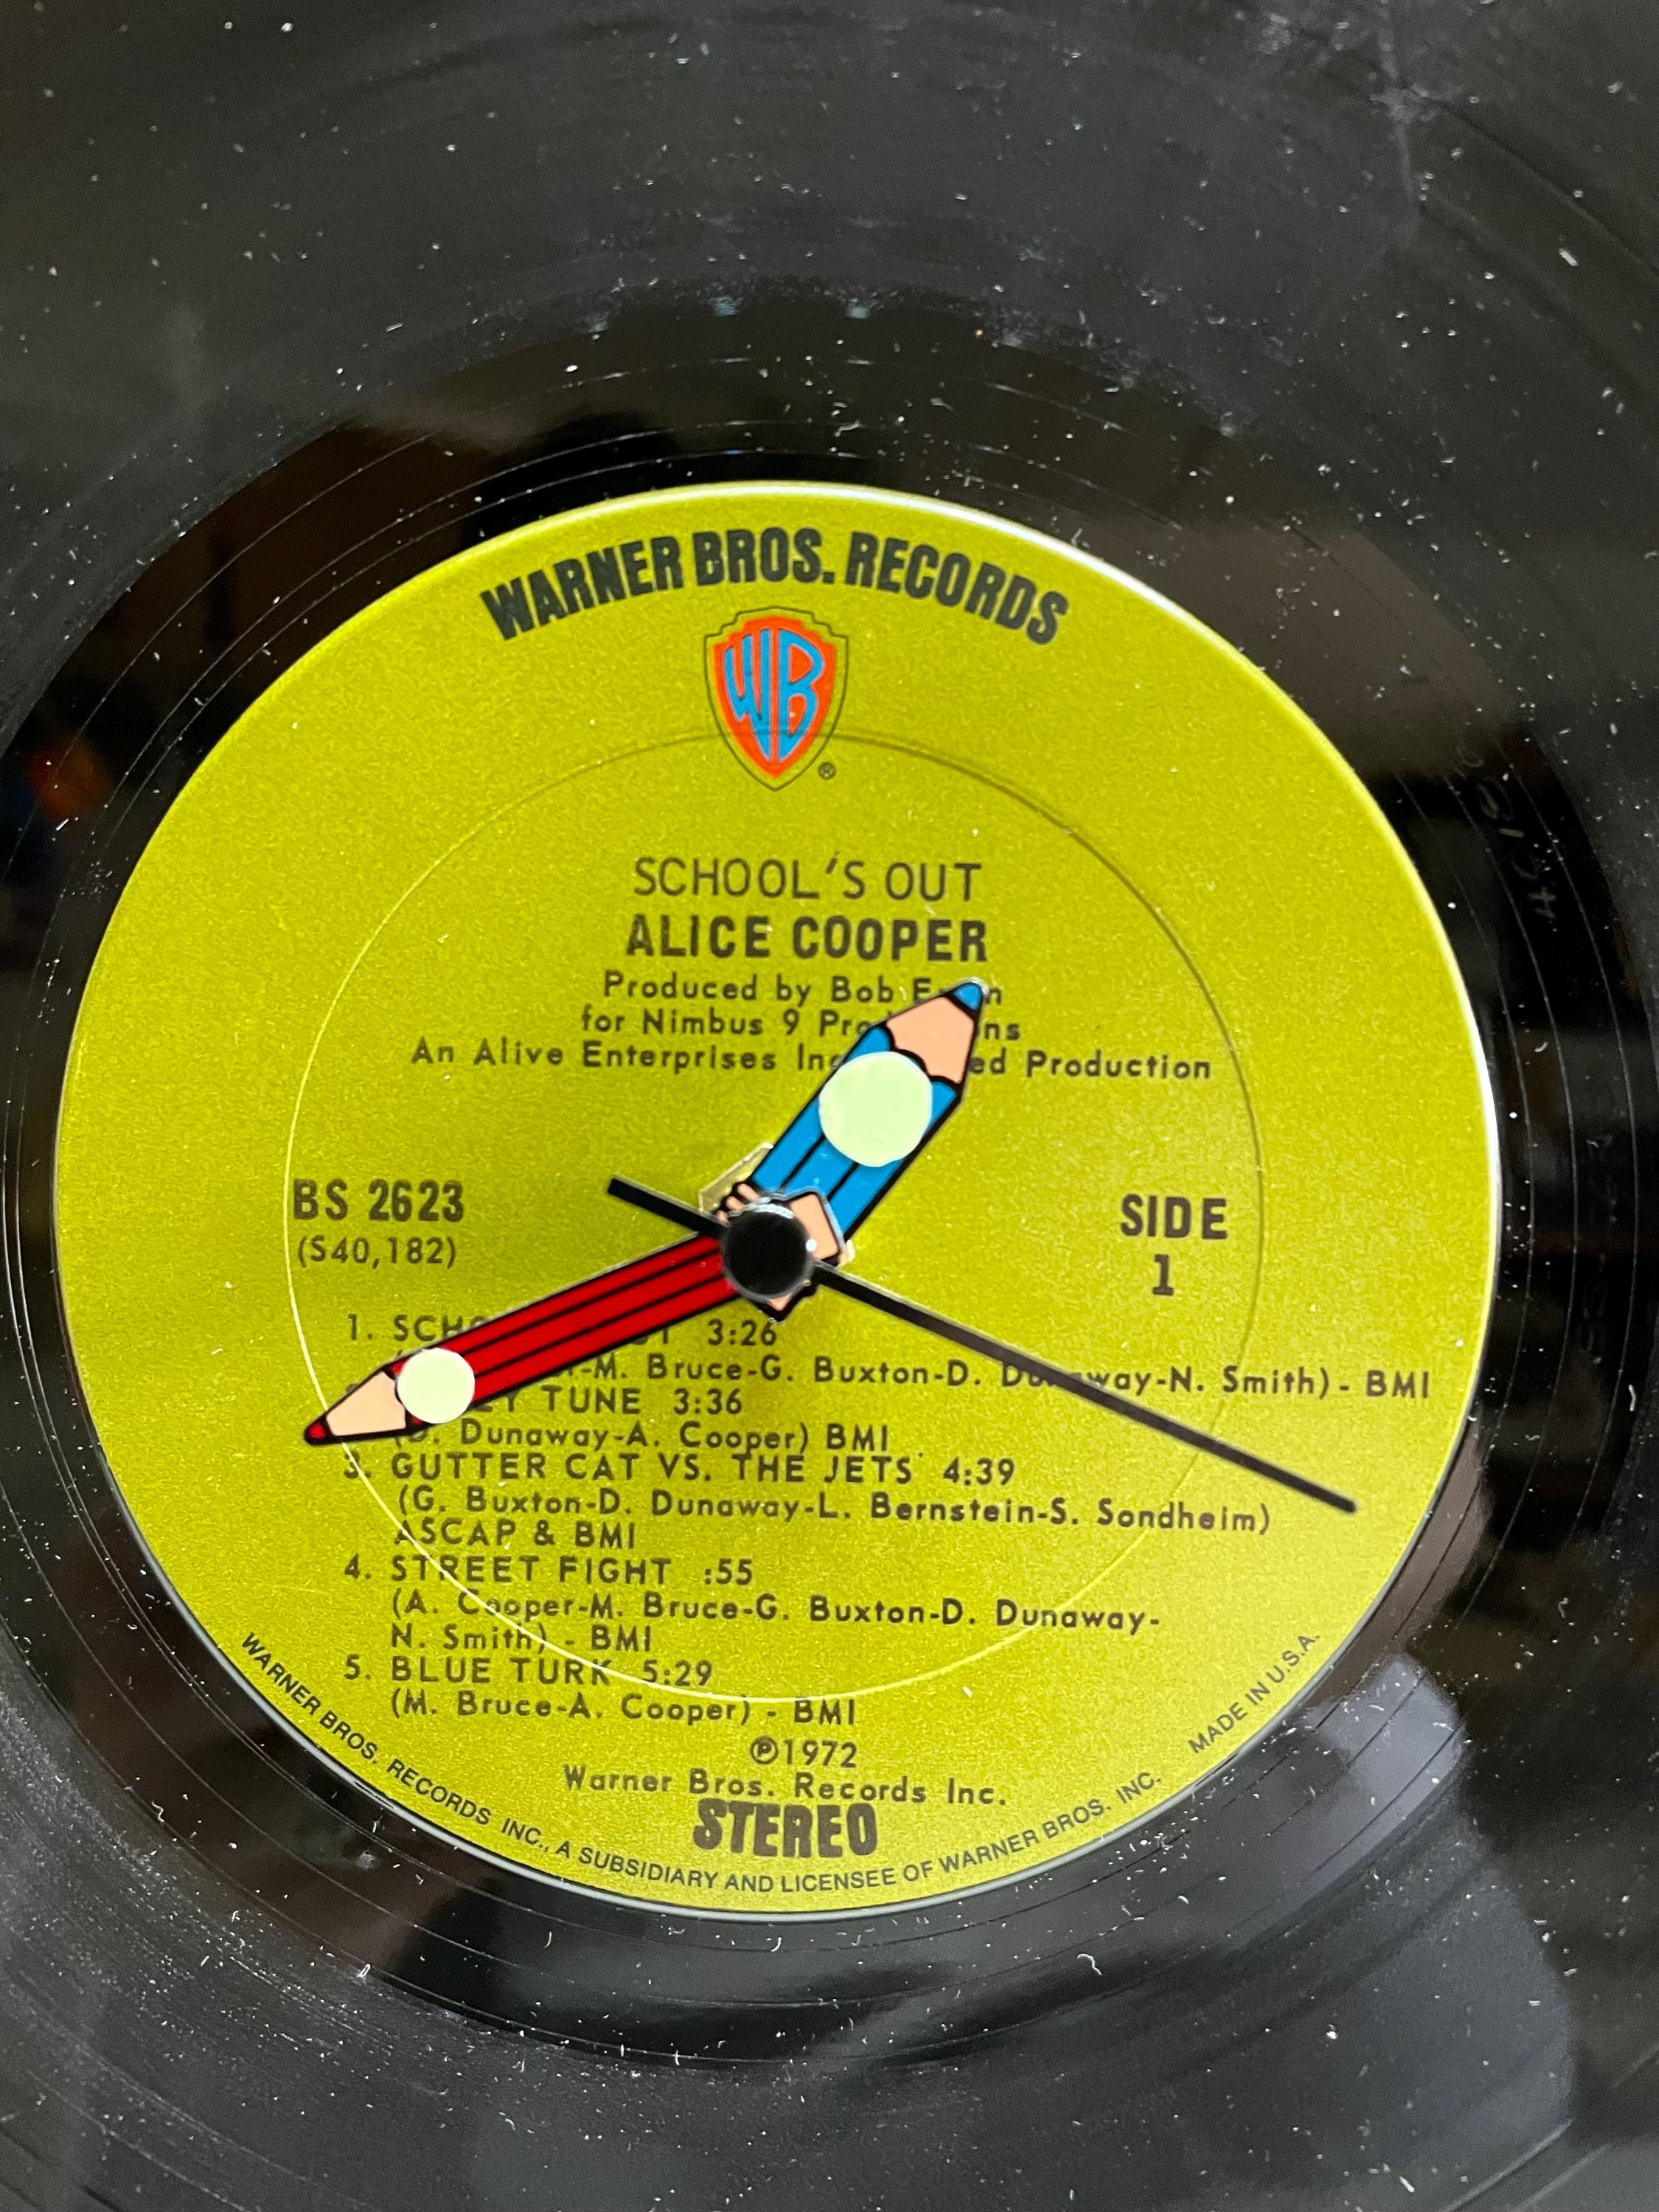 WARNER BROS. RECORDS
WB
®
SCHOOL'S OUT
ALICE COOPER
Produced by Bob
for Nimbus 9
An Alive Enterprises Production
BS 2623
(S40,182)
SIDE
1
1. 3:26
-M. Bruce-G. Buxton-D. N. Smith) - BMI
TUNE 3:36
Dunaway-A. Cooper) BMI
3. GUTTER CAT VS. THE JETS 4:39
(G. Buxton-D. Dunaway-L. Bernstein-S. Sondheim)
ASCAP & BMI
4. STREET FIGHT :55
(A. Cooper-M. Bruce-G. Buxton-D. Dunaway-
N. Smith) - BMI
5. BLUE TURK 5:29
(M. Bruce-A. Cooper) - BMI
℗1972
Warner Bros. Records Inc.
STEREO
WARNER BROS. RECORDS INC., A SUBSIDIARY AND LICENSEE OF WARNER BROS. INC. MADE IN U.S.A.